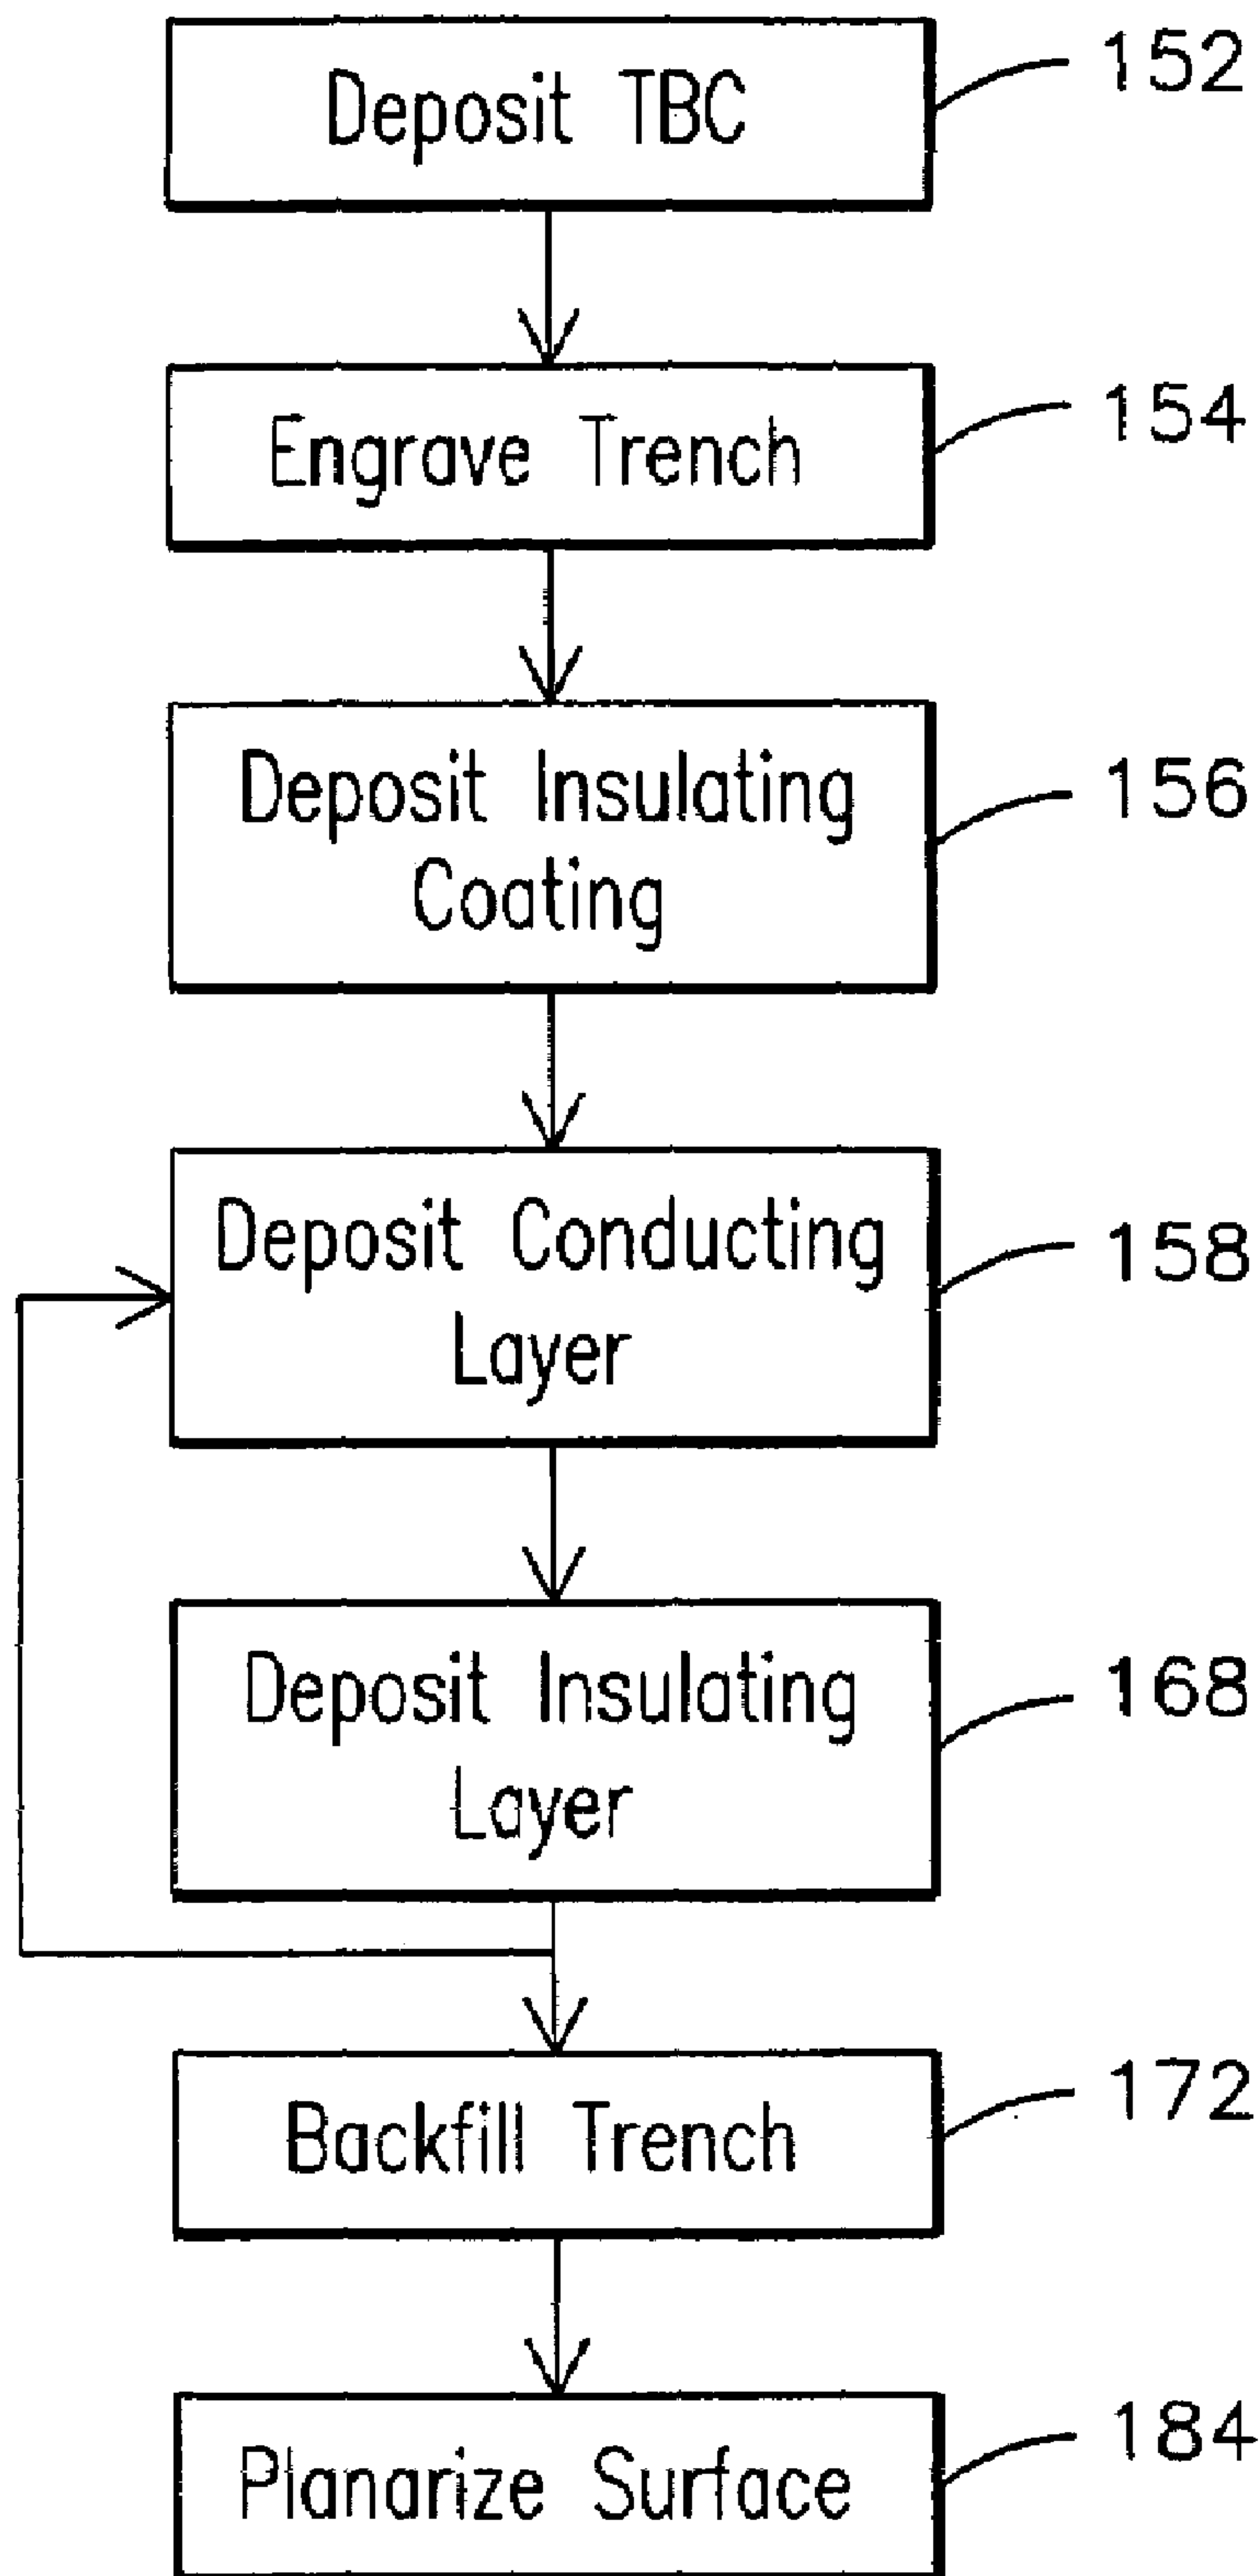 Deposit TBC
152
Engrave Trench
154
Deposit Insulating
Coating
156
Deposit Conducting
Layer
158
Deposit Insulating
Layer
168
Backfill Trench
172
Planarize Surface
184